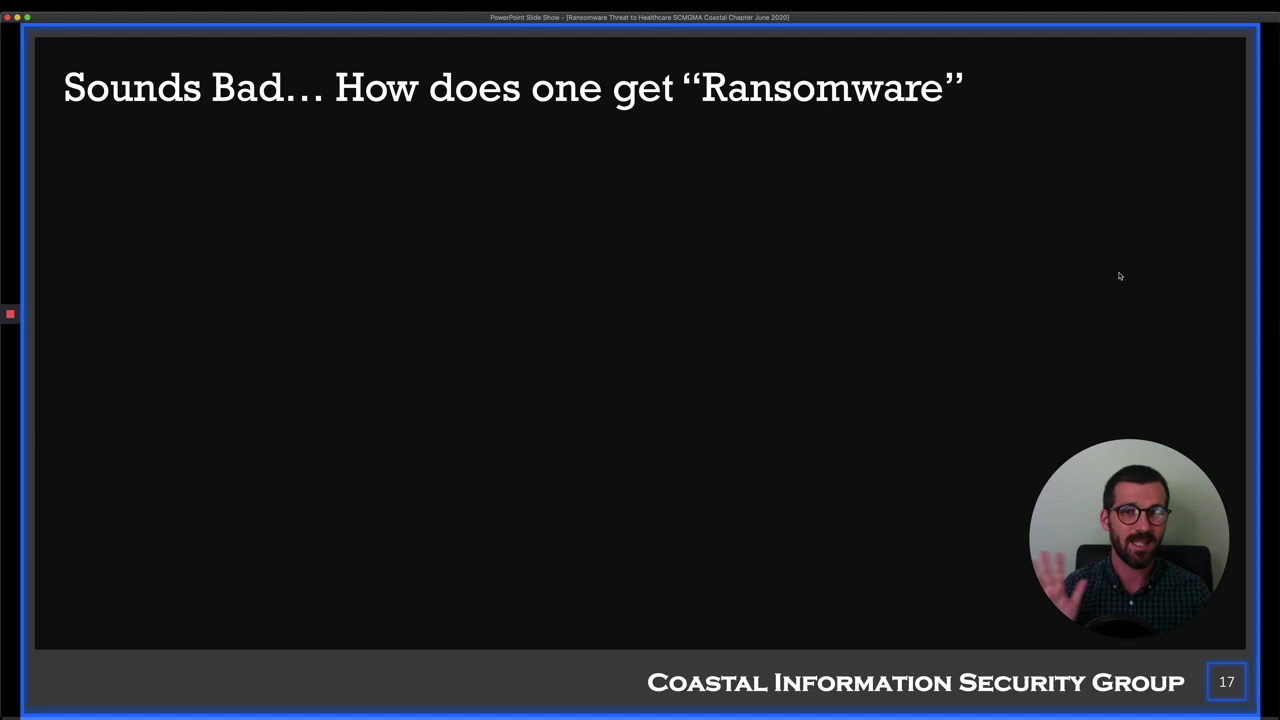 PowerPoint Slide Show - [Ransomware Threat to Healthcare SCMGMA Coastal Chapter June 2020]
Sounds Bad… How does one get “Ransomware”
Coastal Information Security Group
17